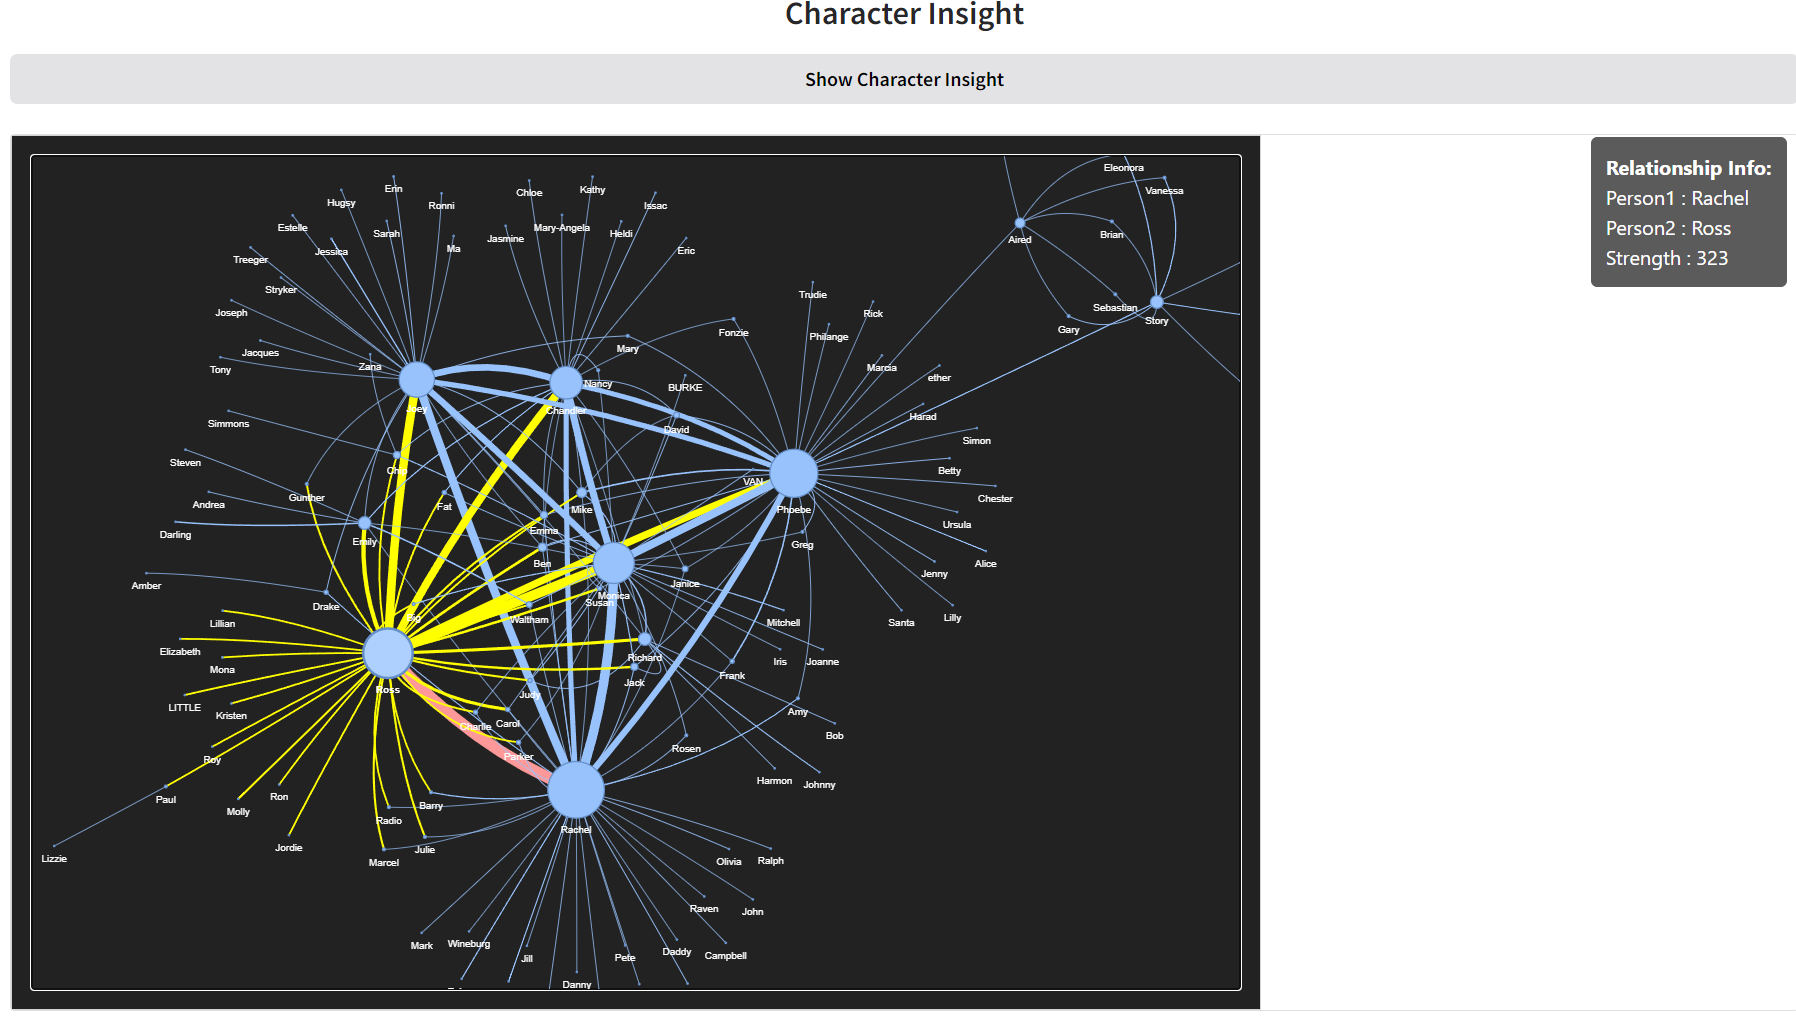 Character Insight
Show Character Insight
Relationship Info:
Person1 : Rachel
Person2 : Ross
Strength : 323
Eleonora
Vanessa
Aired
Brian
Sebastian
Story
Gary
Erin
Hugsy
Ronni
Chloe
Kathy
Issac
Estelle
Sarah
Jasmine
Mary-Angela
Heldi
Jessica
Ma
Eric
Treeger
Stryker
Trudie
Joseph
Rick
Fonzie
Philange
Jacques
Zana
Mary
Tony
Marcia
ether
Nancy
BURKE
Joey
Chandler
Harad
Simmons
David
Simon
Steven
Betty
VAN
Gunther
Chester
Andrea
Fat
Mike
Phoebe
Ursula
Darling
Emily
Emma
Greg
Ben
Alice
Jenny
Amber
Janice
Monica
Susan
Drake
Big
Waltham
Mitchell
Santa
Lilly
Lillian
Elizabeth
Mona
Richard
Iris
Joanne
Frank
Jack
Ross
Judy
LITTLE
Kristen
Charlie
Carol
Amy
Bob
Rosen
Parker
Roy
Harmon
Johnny
Paul
Ron
Molly
Barry
Radio
Rachel
Jordie
Marcel
Julie
Lizzie
Olivia
Ralph
Raven
John
Mark
Wineburg
Jill
Pete
Daddy
Campbell
Danny